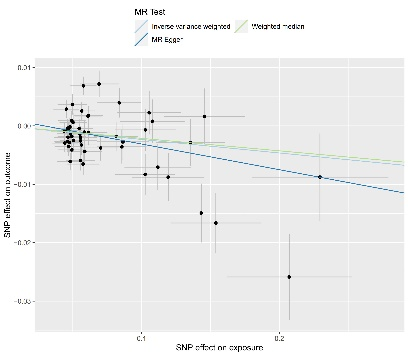 MR Test
Inverse variance weighted
Weighted median
MR Egger
0.01
0.00
−0.01
−0.02
−0.03
SNP effect on outcome
0.1
0.2
SNP effect on exposure